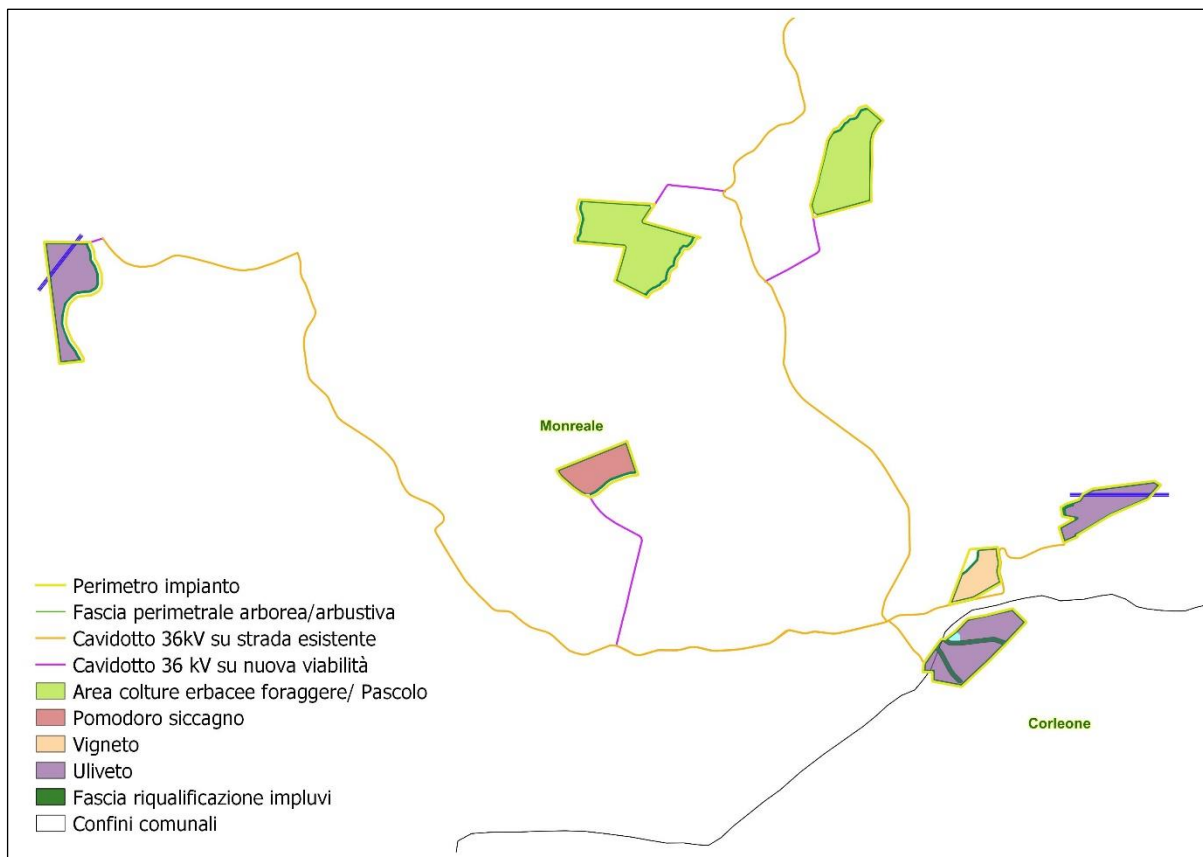 Monreale
Perimetro impianto
Fascia perimetrale arborea/arbustiva
Cavidotto 36kV su strada esistente
Cavidotto 36 kV su nuova viabilità
Area colture erbacee foraggere/ Pascolo
Pomodoro siccagno
Vigneto
Uliveto
Fascia riqualificazione impluvi
Confini comunali
Corleone